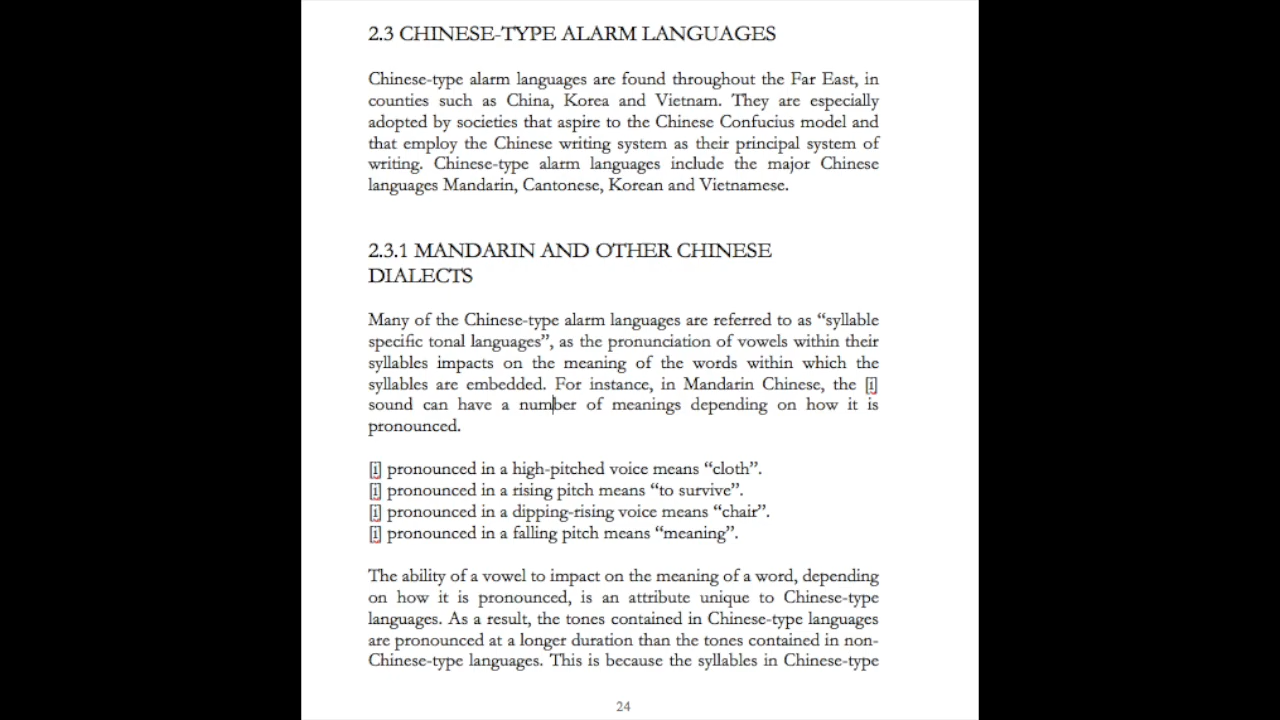 2.3 CHINESE-TYPE ALARM LANGUAGES
Chinese-type alarm languages are found throughout the Far East, in
counties such as China, Korea and Vietnam. They are especially
adopted by societies that aspire to the Chinese Confucius model and
that employ the Chinese writing system as their principal system of
writing. Chinese-type alarm languages include the major Chinese
languages Mandarin, Cantonese, Korean and Vietnamese.
2.3.1 MANDARIN AND OTHER CHINESE
DIALECTS
Many of the Chinese-type alarm languages are referred to as “syllable
specific tonal languages”, as the pronunciation of vowels within their
syllables impacts on the meaning of the words within which the
syllables are embedded. For instance, in Mandarin Chinese, the [i]
sound can have a number of meanings depending on how it is
pronounced.
[i] pronounced in a high-pitched voice means “cloth”.
[i] pronounced in a rising pitch means “to survive”.
[i] pronounced in a dipping-rising voice means “chair”.
[i] pronounced in a falling pitch means “meaning”.
The ability of a vowel to impact on the meaning of a word, depending
on how it is pronounced, is an attribute unique to Chinese-type
languages. As a result, the tones contained in Chinese-type languages
are pronounced at a longer duration than the tones contained in non-
Chinese-type languages. This is because the syllables in Chinese-type
24